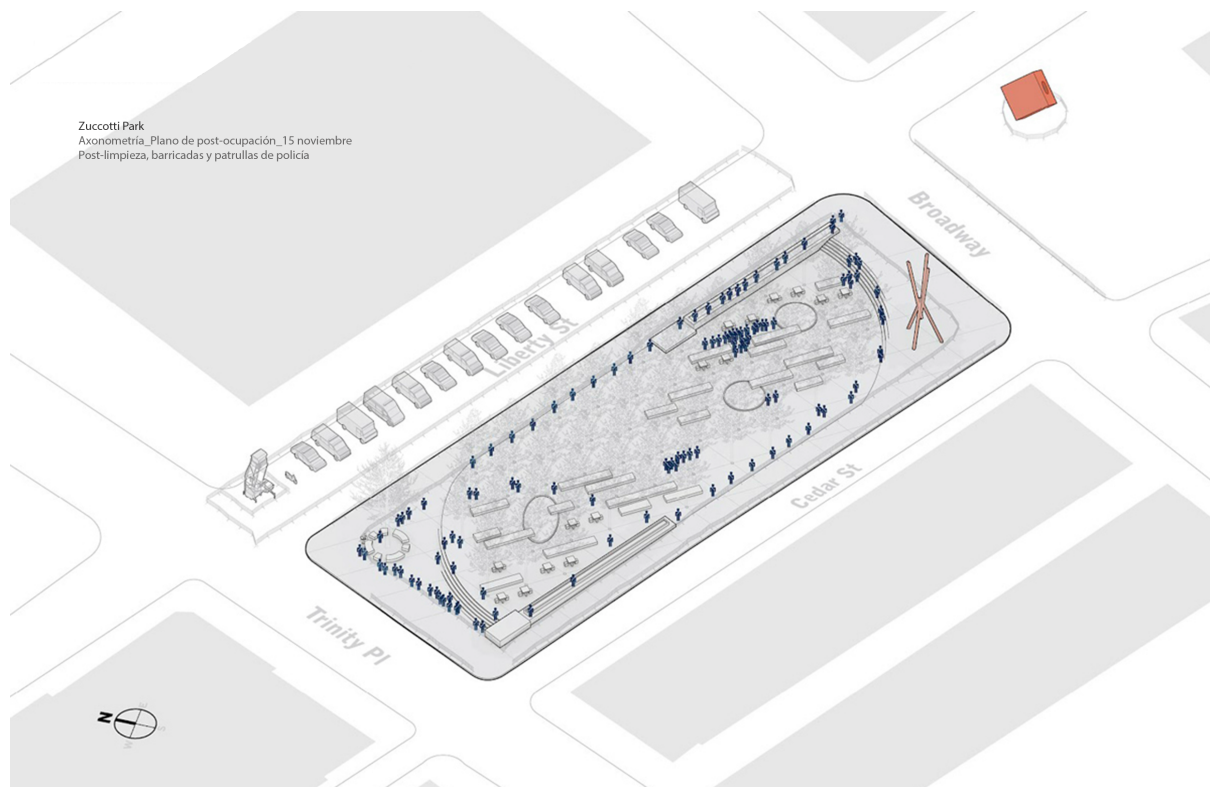 Zuccotti Park
Axonometría_Plano de post-ocupación_15 noviembre
Post-limpieza, barricadas y patrullas de policía
Broadway
Liberty St
Cedar St
Trinity Pl
N